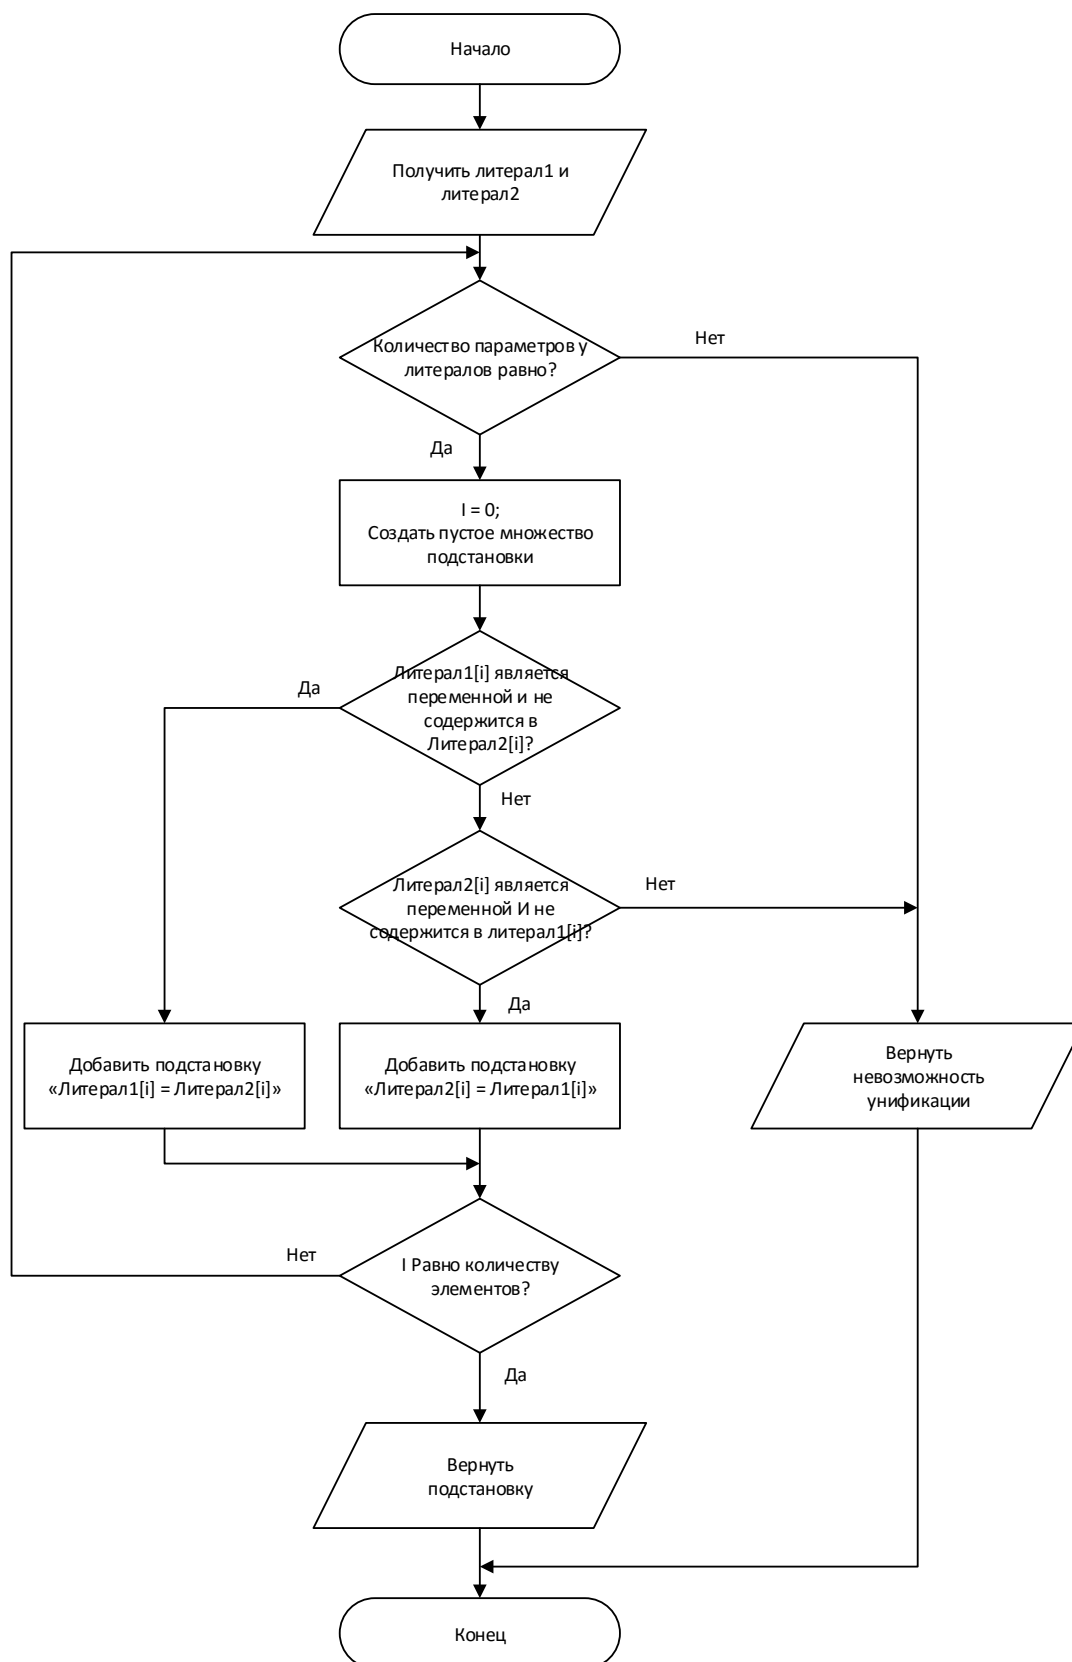 Начало
Получить литерал1 и
литерал2
Количество параметров у
литералов равно?
Нет
Да
I = 0;
Создать пустое множество
подстановки
Литерал1[i] является
переменной и не
содержится в
Литерал2[i]?
Да
Нет
Литерал2[i] является
переменной И не
содержится в литерал1[i]?
Нет
Да
Добавить подстановку
«Литерал1[i] = Литерал2[i]»
Добавить подстановку
«Литерал2[i] = Литерал1[i]»
Вернуть
невозможность
унификации
I Равно количеству
элементов?
Нет
Да
Вернуть
подстановку
Конец